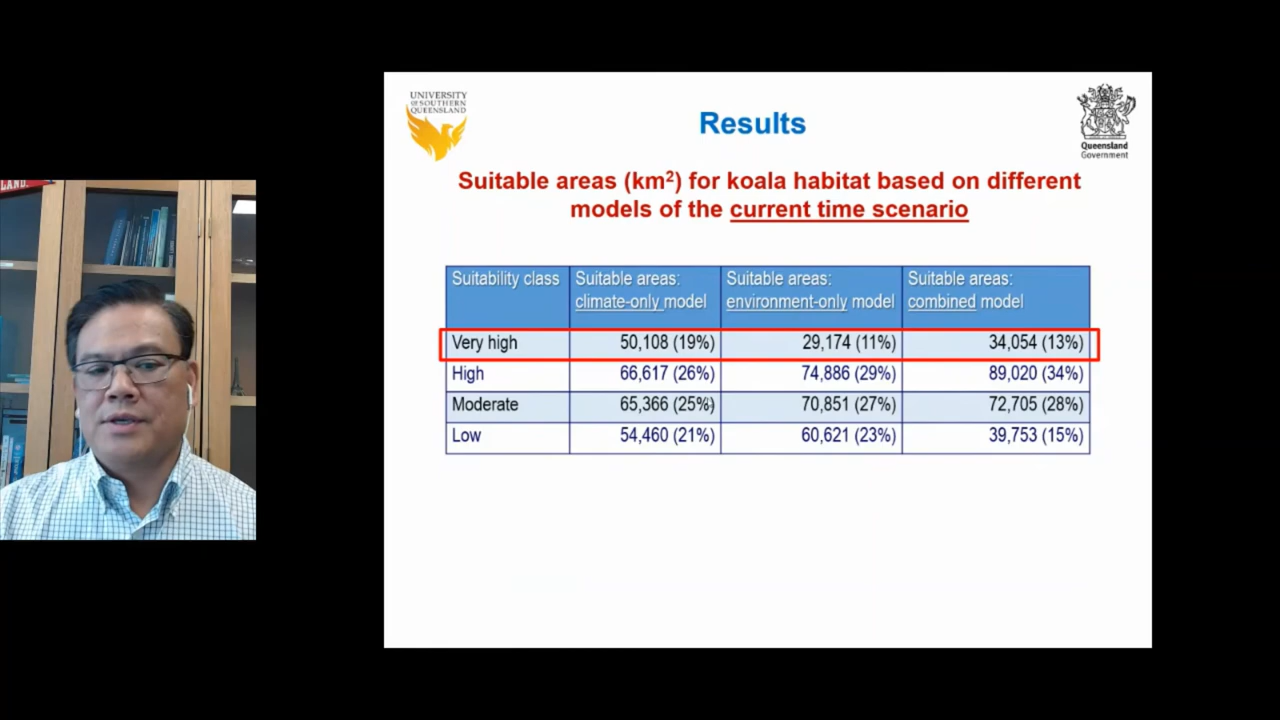 LAND.
UNIVERSITY
OF SOUTHERN
QUEENSLAND
Results
Queensland
Government
Suitable areas (km²) for koala habitat based on different
models of the current time scenario
Suitability class
Suitable areas:
climate-only model
Suitable areas:
environment-only model
Suitable areas:
combined model
Very high 50,108 (19%) 29,174 (11%) 34,054 (13%)
High 66,617 (26%) 74,886 (29%) 89,020 (34%)
Moderate 65,366 (25%) 70,851 (27%) 72,705 (28%)
Low 54,460 (21%) 60,621 (23%) 39,753 (15%)